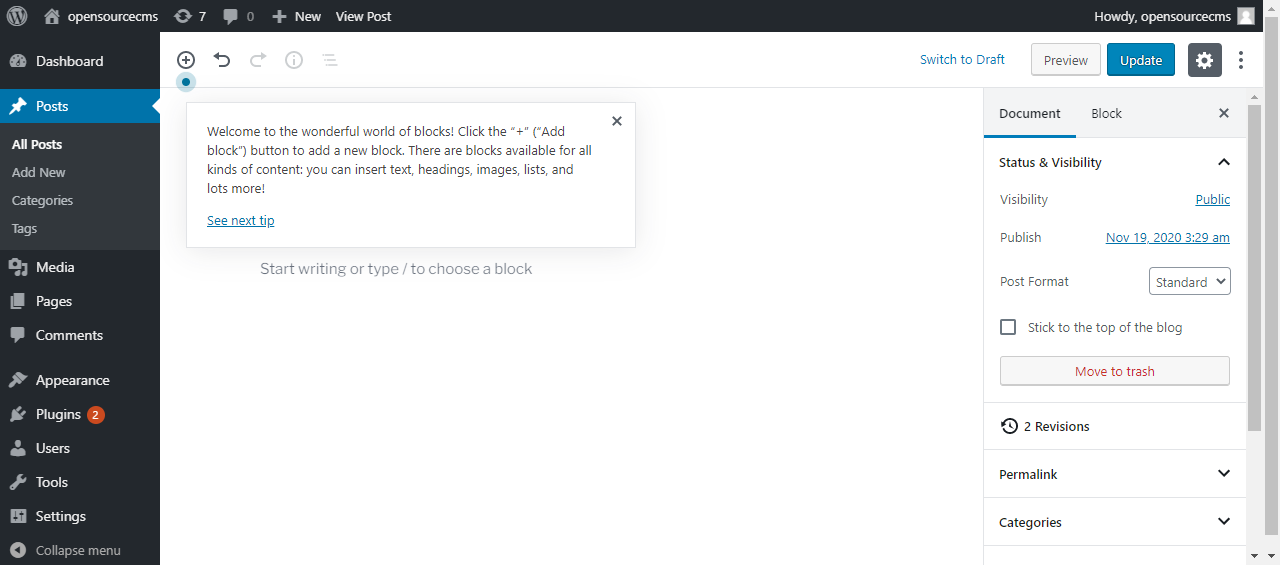 opensourcecms 7 0 New View Post Howdy, opensourcecms
Dashboard
Posts
All Posts
Add New
Categories
Tags
Media
Pages
Comments
Appearance
Plugins 2
Users
Tools
Settings
Collapse menu
Switch to Draft Preview Update
Welcome to the wonderful world of blocks! Click the “+” (“Add
block”) button to add a new block. There are blocks available for all
kinds of content: you can insert text, headings, images, lists, and
lots more!
See next tip
Start writing or type / to choose a block
Document Block
Status & Visibility
Visibility Public
Publish Nov 19, 2020 3:29 am
Post Format Standard
Stick to the top of the blog
Move to trash
2 Revisions
Permalink
Categories